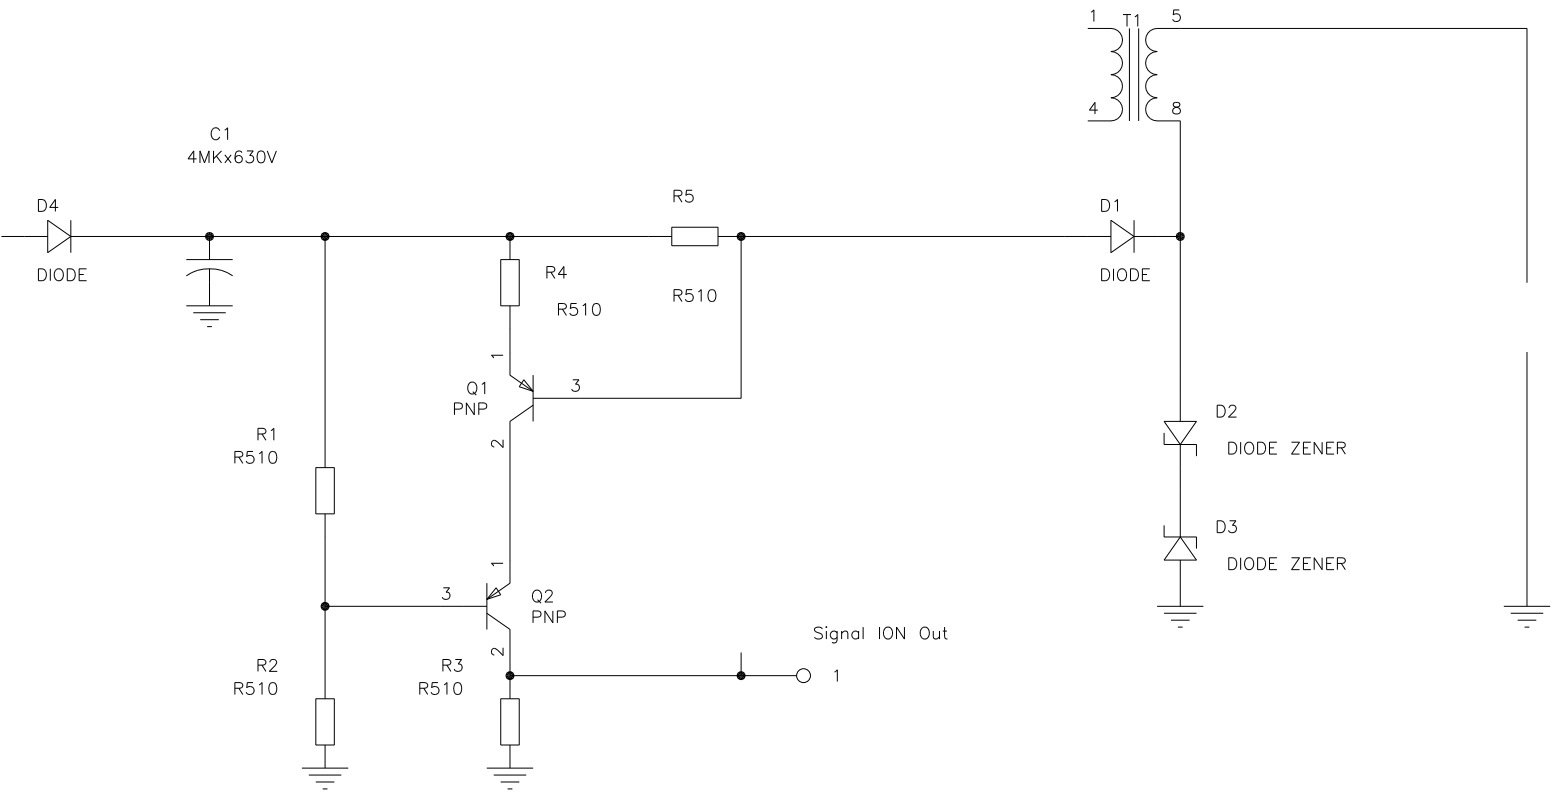 1 T1 5
4 8
C1
4MKx630V
D4
DIODE
R5
R510
D1
DIODE
R4
R510
1
Q1
PNP
3
2
D2
DIODE ZENER
R1
R510
D3
DIODE ZENER
1
3
Q2
PNP
2
Signal ION Out
1
R2
R510
R3
R510